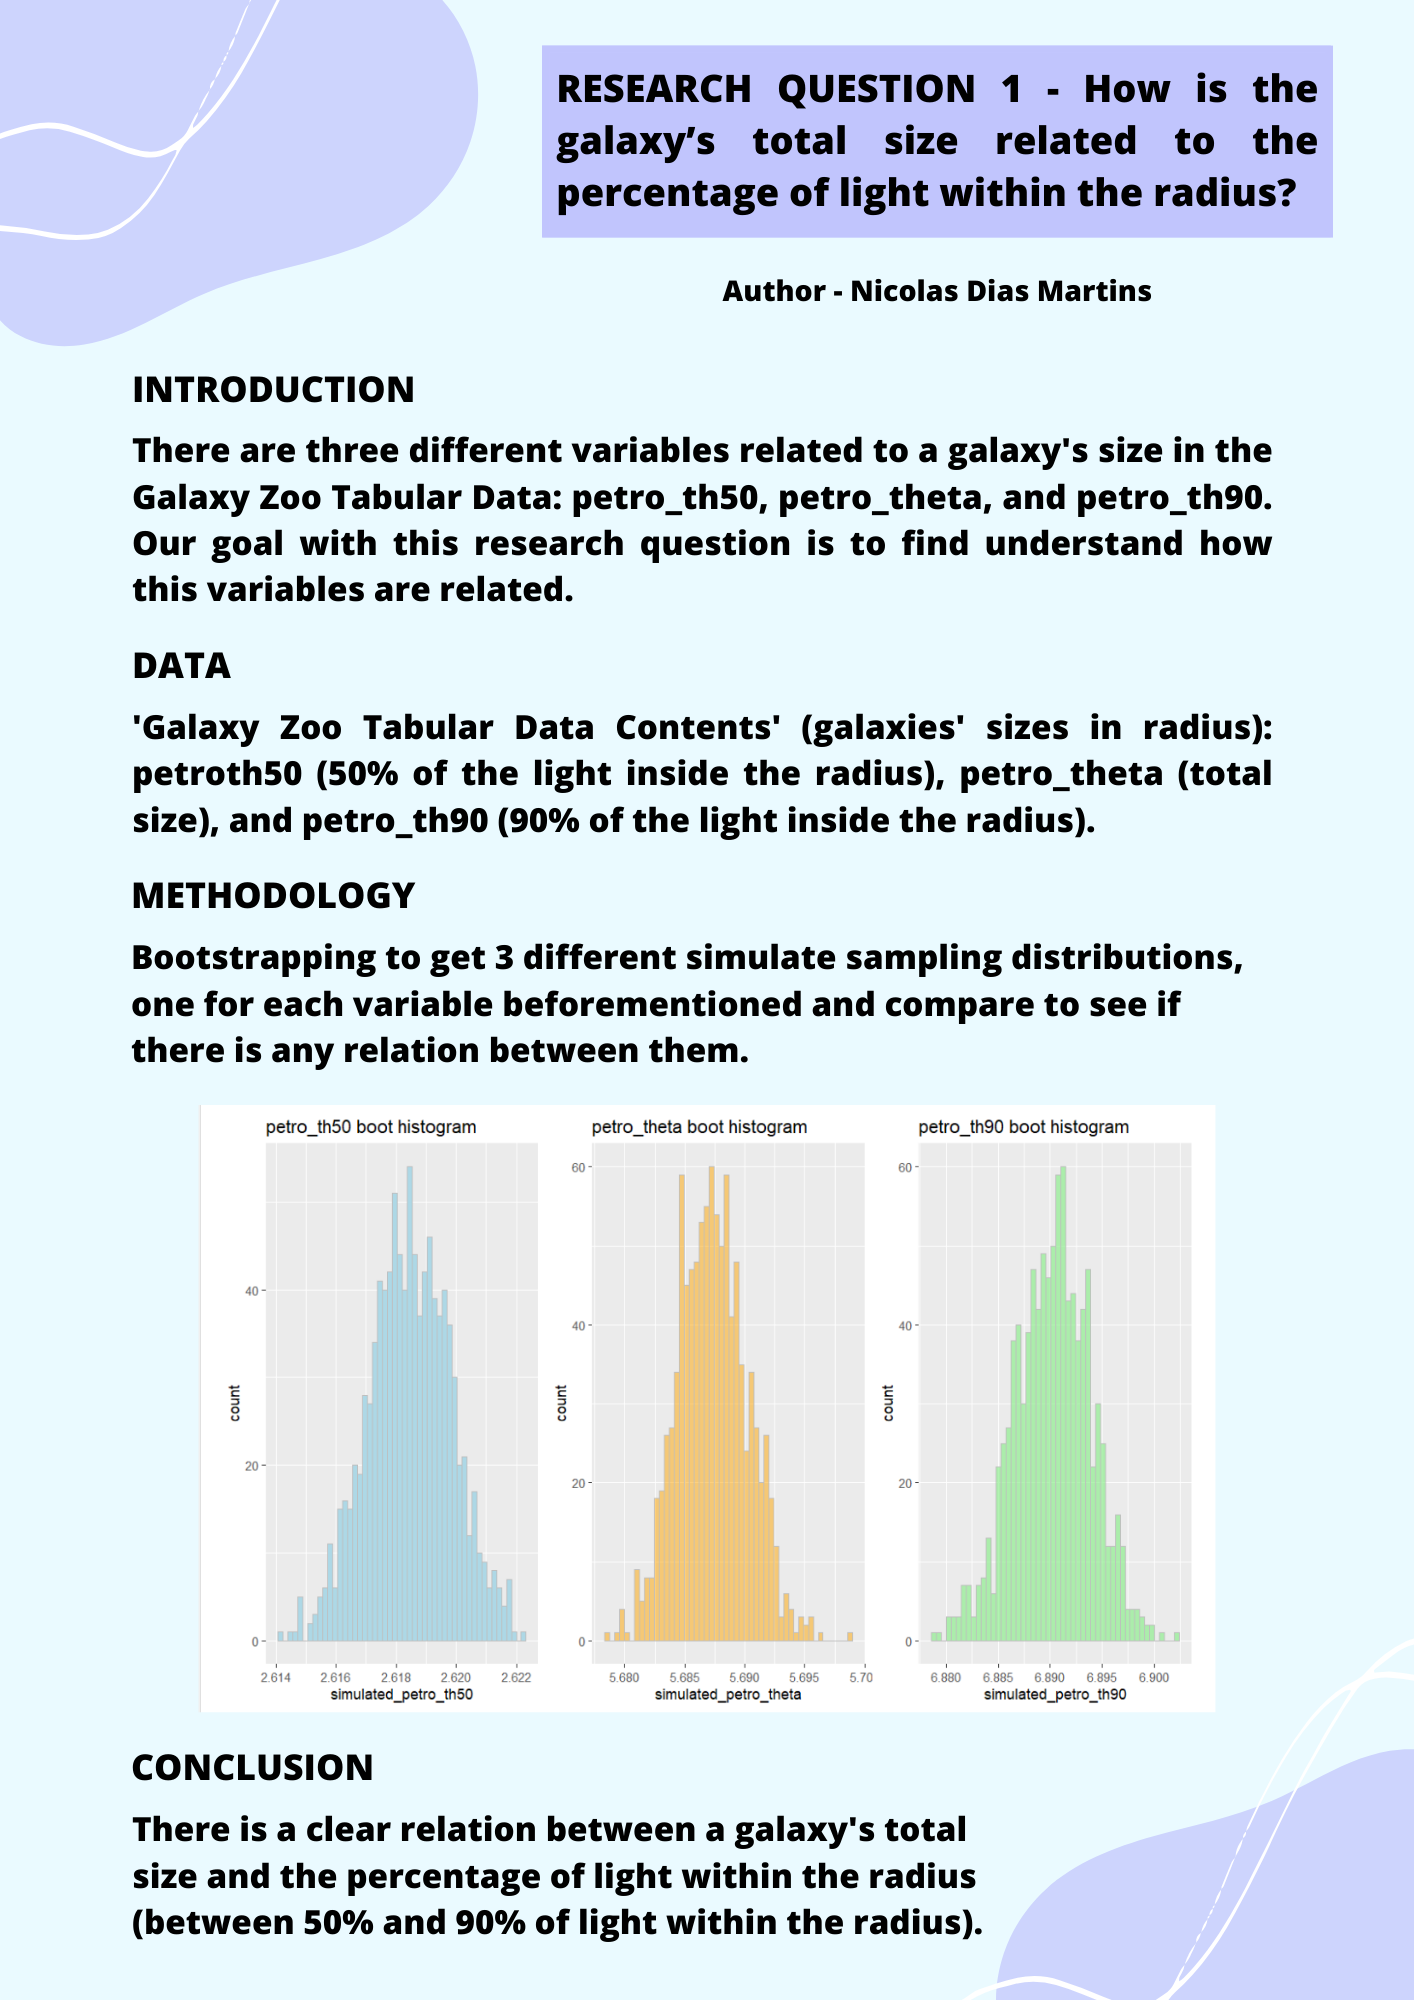 RESEARCH QUESTION 1 - How is the
galaxy’s total size related to the
percentage of light within the radius?
Author - Nicolas Dias Martins
INTRODUCTION
There are three different variables related to a galaxy's size in the
Galaxy Zoo Tabular Data: petro_th50, petro_theta, and petro_th90.
Our goal with this research question is to find understand how
this variables are related.
DATA
'Galaxy Zoo Tabular Data Contents' (galaxies' sizes in radius):
petroth50 (50% of the light inside the radius), petro_theta (total
size), and petro_th90 (90% of the light inside the radius).
METHODOLOGY
Bootstrapping to get 3 different simulate sampling distributions,
one for each variable beforementioned and compare to see if
there is any relation between them.
petro_th50 boot histogram
count
40
20
0
2.614 2.616 2.618 2.620 2.622
simulated_petro_th50
petro_theta boot histogram
count
60
40
20
0
5.680 5.685 5.690 5.695 5.70
simulated_petro_theta
petro_th90 boot histogram
count
60
40
20
0
6.880 6.885 6.890 6.895 6.900
simulated_petro_th90
CONCLUSION
There is a clear relation between a galaxy's total
size and the percentage of light within the radius
(between 50% and 90% of light within the radius).